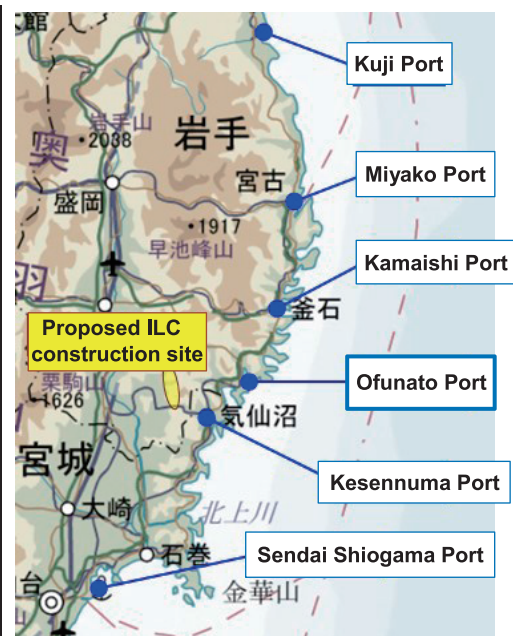 館
Kuji Port
岩手山
・2038
岩手
奥
Miyako Port
宮古
盛岡
・1917
早池峰山
Kamaishi Port
羽
釜石
Proposed ILC
construction site
栗駒山
1626
Ofunato Port
気仙沼
宮城
Kesennuma Port
大崎
北上川
石巻
Sendai Shiogama Port
台
金華山